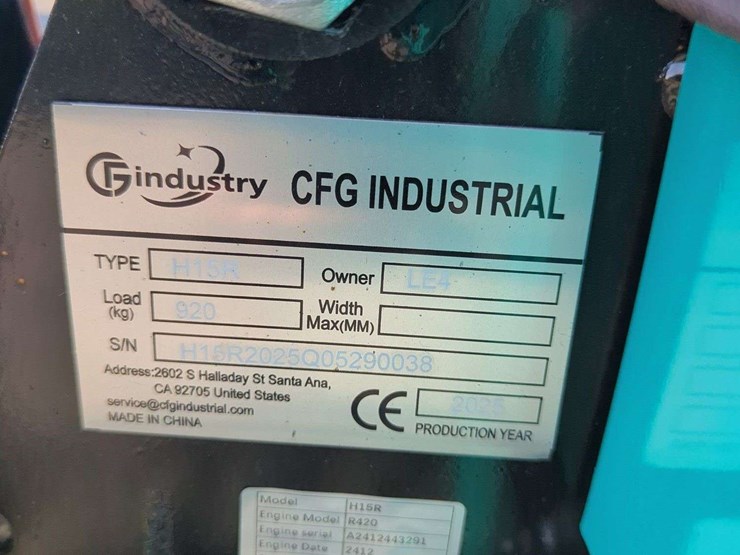 Gindustry CFG INDUSTRIAL
TYPE H15R Owner LE4
Load (kg) 920 Width Max(MM)
S/N H15R2025Q05290038
Address:2602 S Halladay St Santa Ana,
CA 92705 United States
service@cfgindustrial.com
MADE IN CHINA
CE 2025
PRODUCTION YEAR
Model H15R
Engine Model R420
Engine serial A2412443291
Engine Date 2412